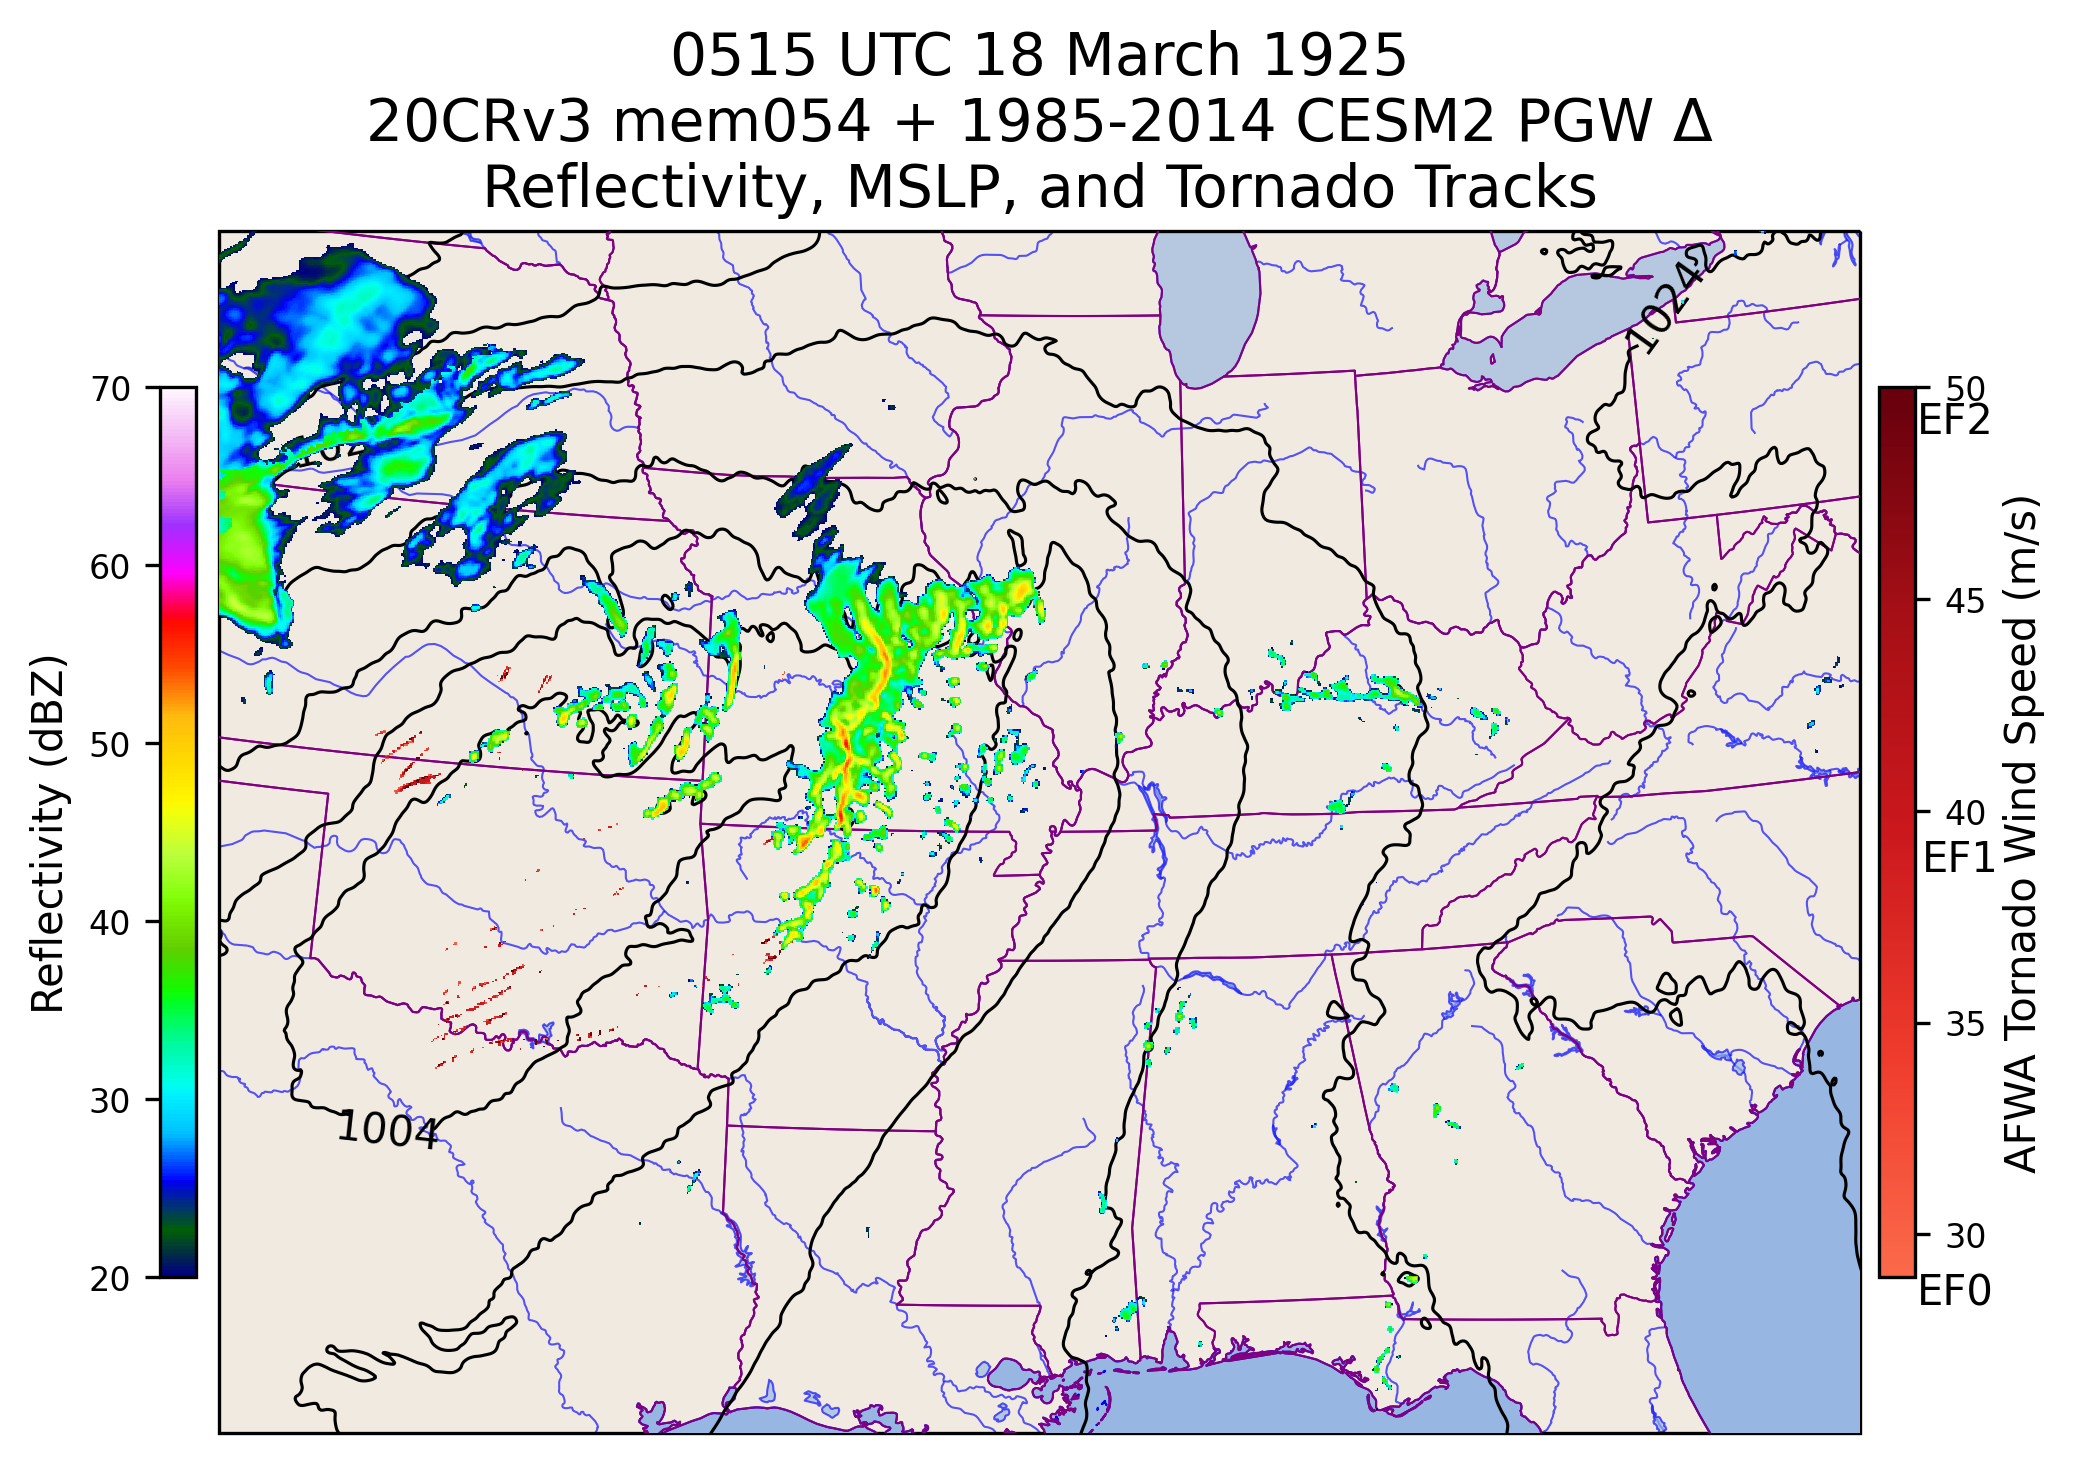 0515 UTC 18 March 1925
20CRv3 mem054 + 1985-2014 CESM2 PGW Δ
Reflectivity, MSLP, and Tornado Tracks
1024
1004
70
60
50
40
30
20
Reflectivity (dBZ)
50
EF2
45
40
EF1
35
30
EF0
AFWA Tornado Wind Speed (m/s)